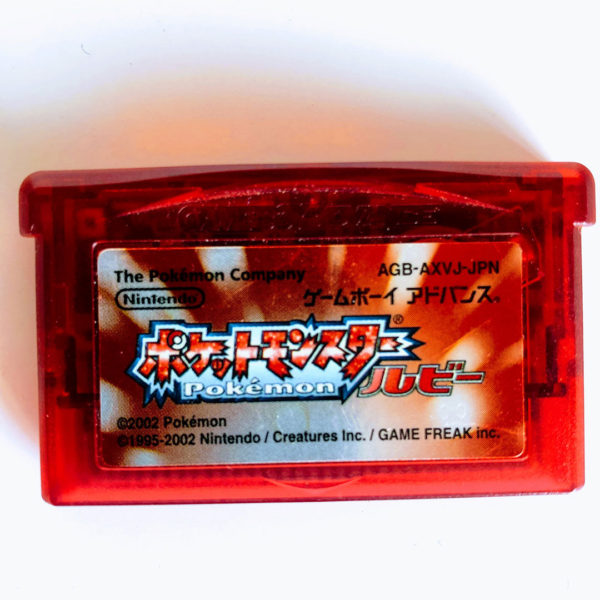 The Pokémon Company
AGB-AXVJ-JPN
Nintendo
ゲームボーイ アドバンス®
ポケットモンスター®
Pokémon
ルビー
©2002 Pokémon
©1995-2002 Nintendo / Creatures Inc. / GAME FREAK inc.